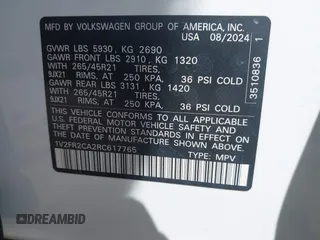 MFD BY VOLKSWAGEN GROUP OF AMERICA, INC.
USA 08/2024
GVWR LBS 5930, KG 2690
GAWR FRONT LBS 2910, KG 1320
TIRES 265/45R21
9JX21 RIMS, AT 250 KPA, 36 PSI COLD
GAWR REAR LBS 3131, KG 1420
TIRES 265/45R21
9JX21 RIMS, AT 250 KPA, 36 PSI COLD
THIS VEHICLE CONFORMS TO ALL APPLICABLE
FEDERAL MOTOR VEHICLE SAFETY,
BUMPER, AND THEFT PREVENTION
STANDARDS IN EFFECT ON THE
DATE OF MANUFACTURE SHOWN ABOVE.
1V2FR2CA2RC617765
TYPE: MPV
3510836 1
DREAMBID